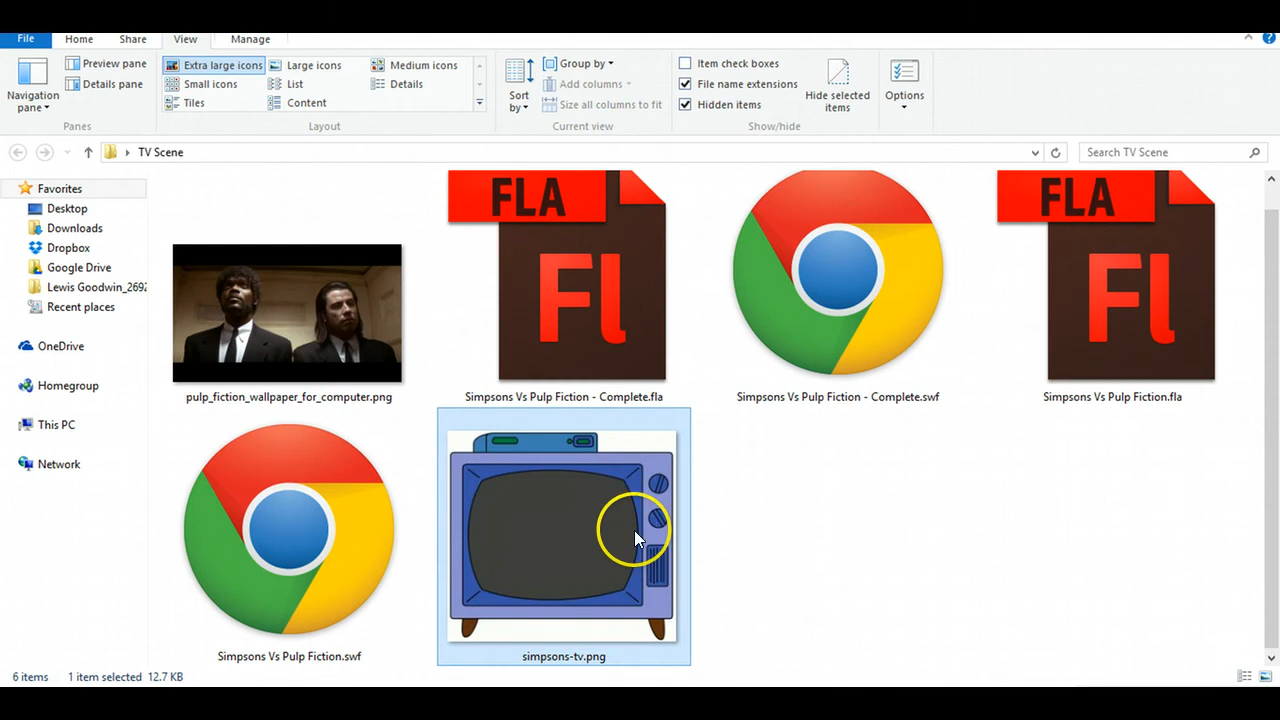 File Home Share View Manage
Preview pane
Details pane
Navigation
pane
Panes
Extra large icons Large icons Medium icons
Small icons List Details
Tiles Content
Layout
Sort
by
Group by
Add columns
Size all columns to fit
Current view
Item check boxes
File name extensions
Hidden items
Hide selected
items
Show/hide
Options
TV Scene
Search TV Scene
Favorites
Desktop
Downloads
Dropbox
Google Drive
Lewis Goodwin_269
Recent places
OneDrive
Homegroup
This PC
Network
FLA
Fl
FLA
Fl
pulp_fiction_wallpaper_for_computer.png
Simpsons Vs Pulp Fiction - Complete.fla
Simpsons Vs Pulp Fiction - Complete.swf
Simpsons Vs Pulp Fiction.fla
Simpsons Vs Pulp Fiction.swf
simpsons-tv.png
6 items 1 item selected 12.7 KB